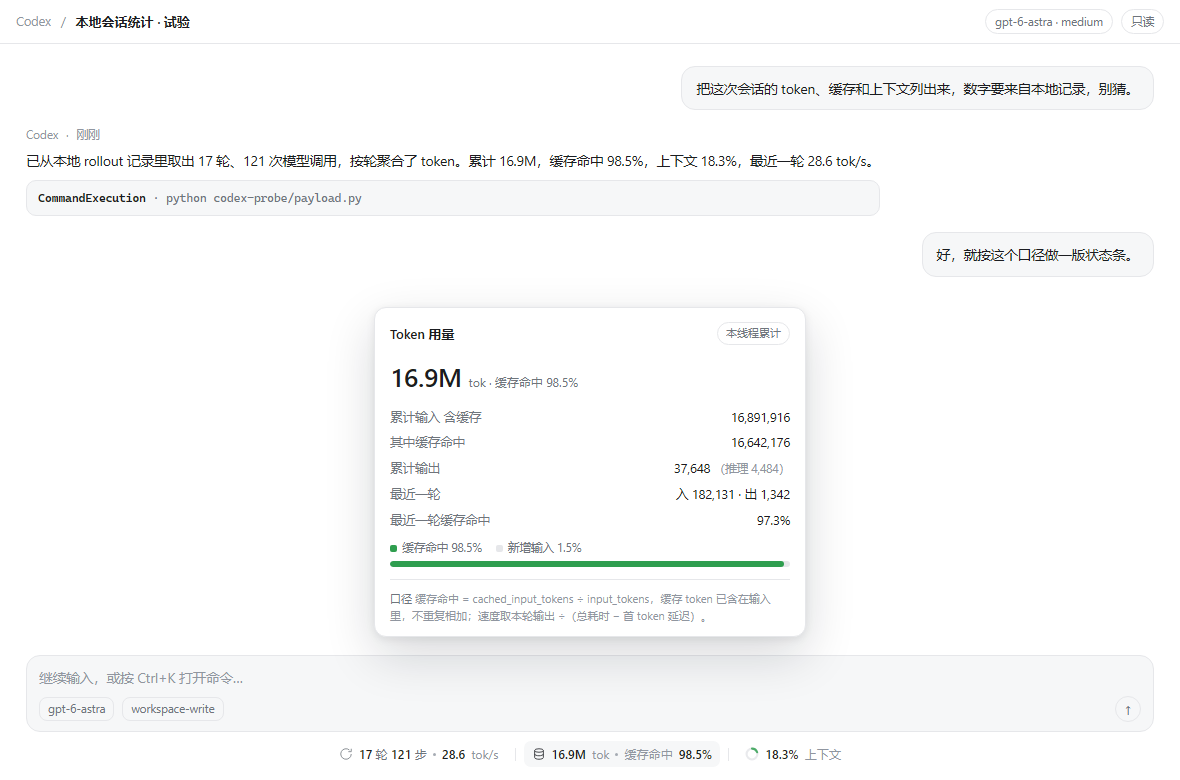 Codex / 本地会话统计 · 试验
gpt-6-astra · medium
只读
把这次会话的 token、缓存和上下文列出来，数字要来自本地记录，别猜。
Codex · 刚刚
已从本地 rollout 记录里取出 17 轮、121 次模型调用，按轮聚合了 token。累计 16.9M，缓存命中 98.5%，上下文 18.3%，最近一轮 28.6 tok/s。
CommandExecution · python codex-probe/payload.py
好，就按这个口径做一版状态条。
Token 用量
本线程累计
16.9M tok · 缓存命中 98.5%
累计输入 含缓存 16,891,916
其中缓存命中 16,642,176
累计输出 37,648 （推理 4,484）
最近一轮 入 182,131 · 出 1,342
最近一轮缓存命中 97.3%
缓存命中 98.5% 新增输入 1.5%
口径 缓存命中 = cached_input_tokens ÷ input_tokens，缓存 token 已含在输入
里，不重复相加；速度取本轮输出 ÷（总耗时 − 首 token 延迟）。
继续输入，或按 Ctrl+K 打开命令...
gpt-6-astra
workspace-write
↑
17 轮 121 步 · 28.6 tok/s
16.9M tok · 缓存命中 98.5%
18.3% 上下文